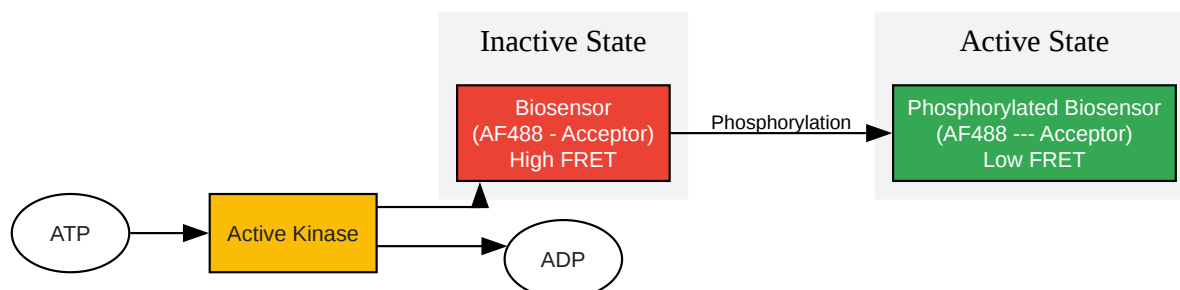 Inactive State
Active State
Biosensor
(AF488 - Acceptor)
High FRET
Phosphorylation
Phosphorylated Biosensor
(AF488 --- Acceptor)
Low FRET
ATP
Active Kinase
ADP